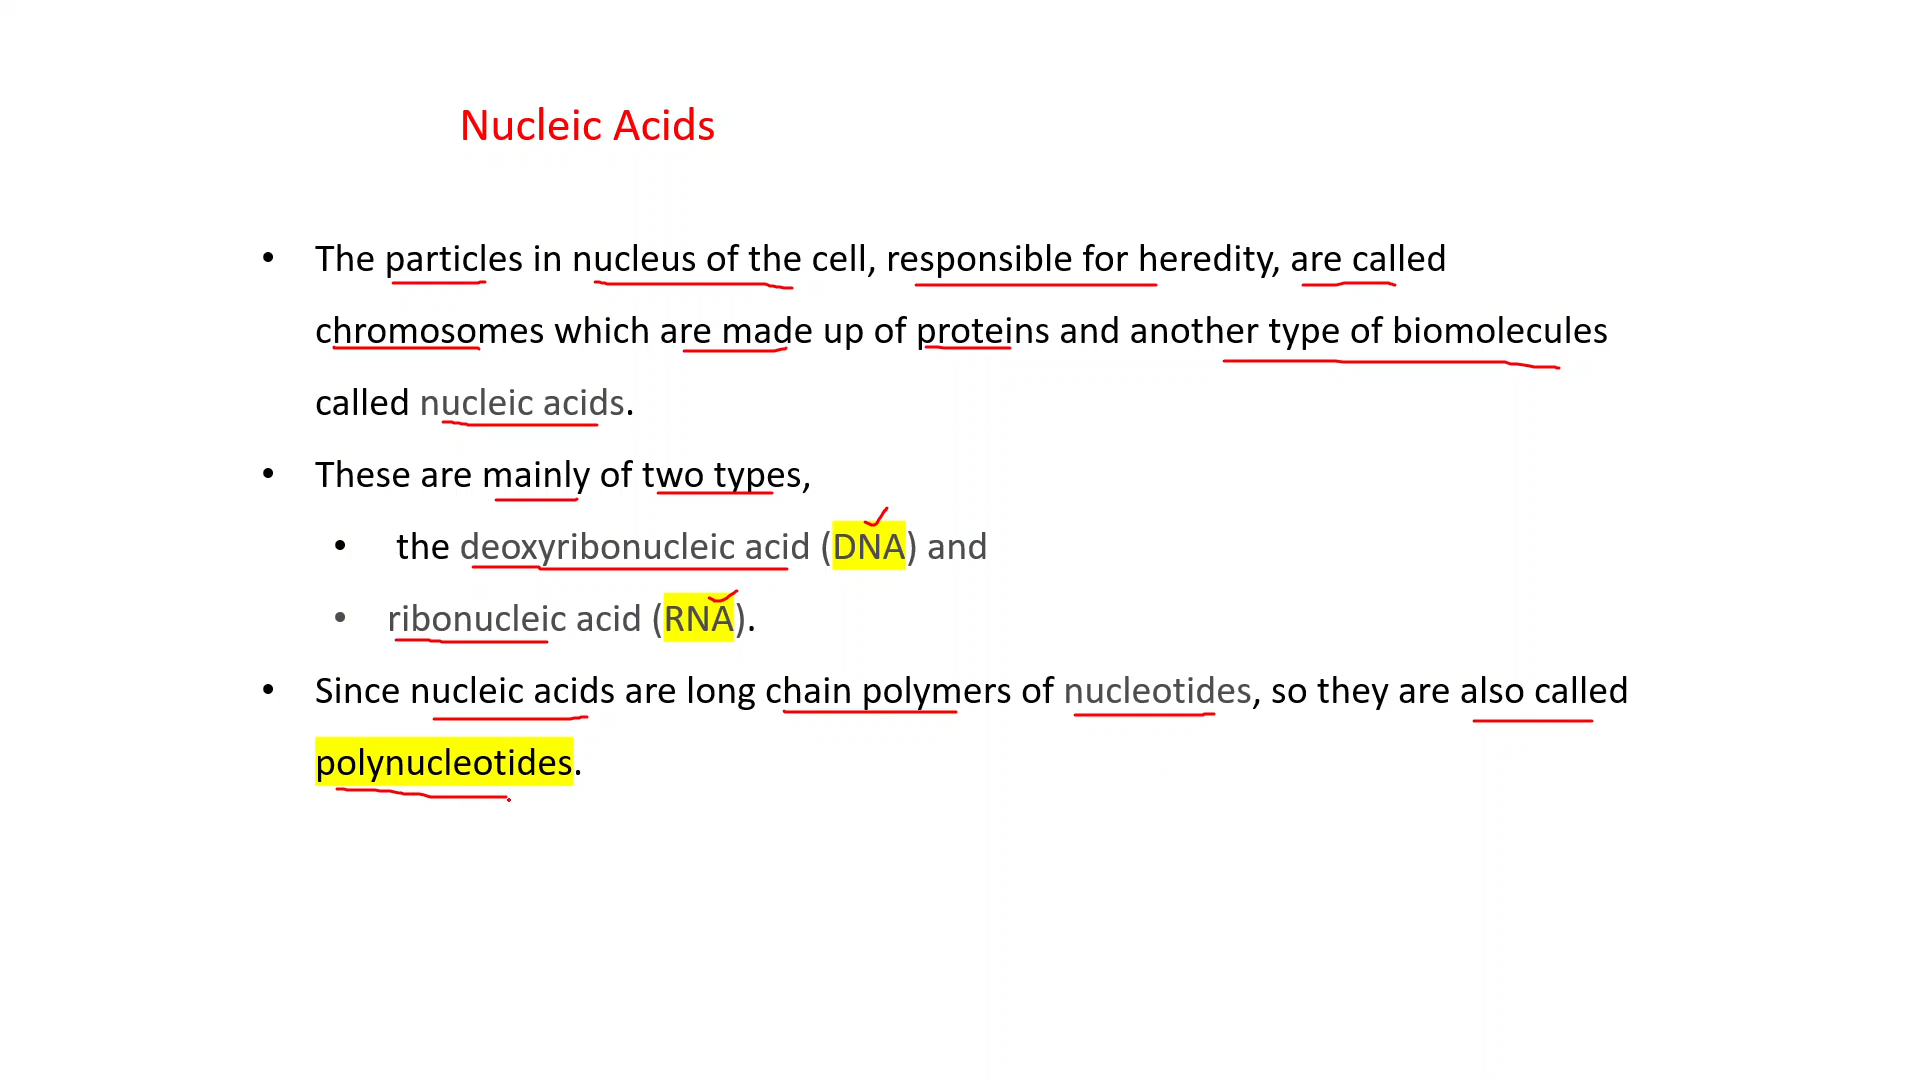 Nucleic Acids
• The particles in nucleus of the cell, responsible for heredity, are called
chromosomes which are made up of proteins and another type of biomolecules
called nucleic acids.
• These are mainly of two types,
• the deoxyribonucleic acid (DNA) and
• ribonucleic acid (RNA).
• Since nucleic acids are long chain polymers of nucleotides, so they are also called
polynucleotides.